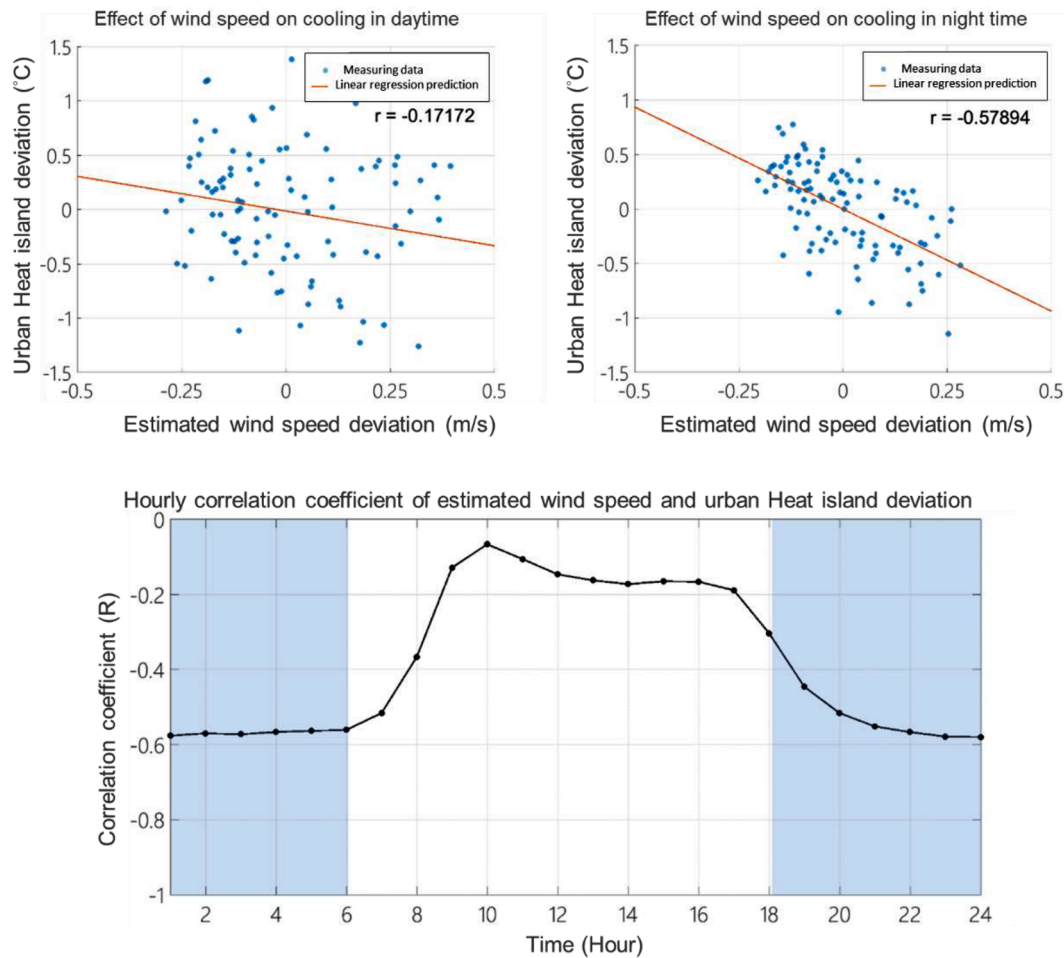 Effect of wind speed on cooling in daytime
1.5
1
0.5
0
-0.5
-1
-1.5
Urban Heat island deviation (°C)
Measuring data
Linear regression prediction
r = -0.17172
-0.5
-0.25
0
0.25
0.5
Estimated wind speed deviation (m/s)
Effect of wind speed on cooling in night time
1.5
1
0.5
0
-0.5
-1
-1.5
Urban Heat island deviation (°C)
Measuring data
Linear regression prediction
r = -0.57894
-0.5
-0.25
0
0.25
0.5
Estimated wind speed deviation (m/s)
Hourly correlation coefficient of estimated wind speed and urban Heat island deviation
0
-0.2
-0.4
-0.6
-0.8
-1
Correlation coefficient (R)
2 4 6 8 10 12 14 16 18 20 22 24
Time (Hour)